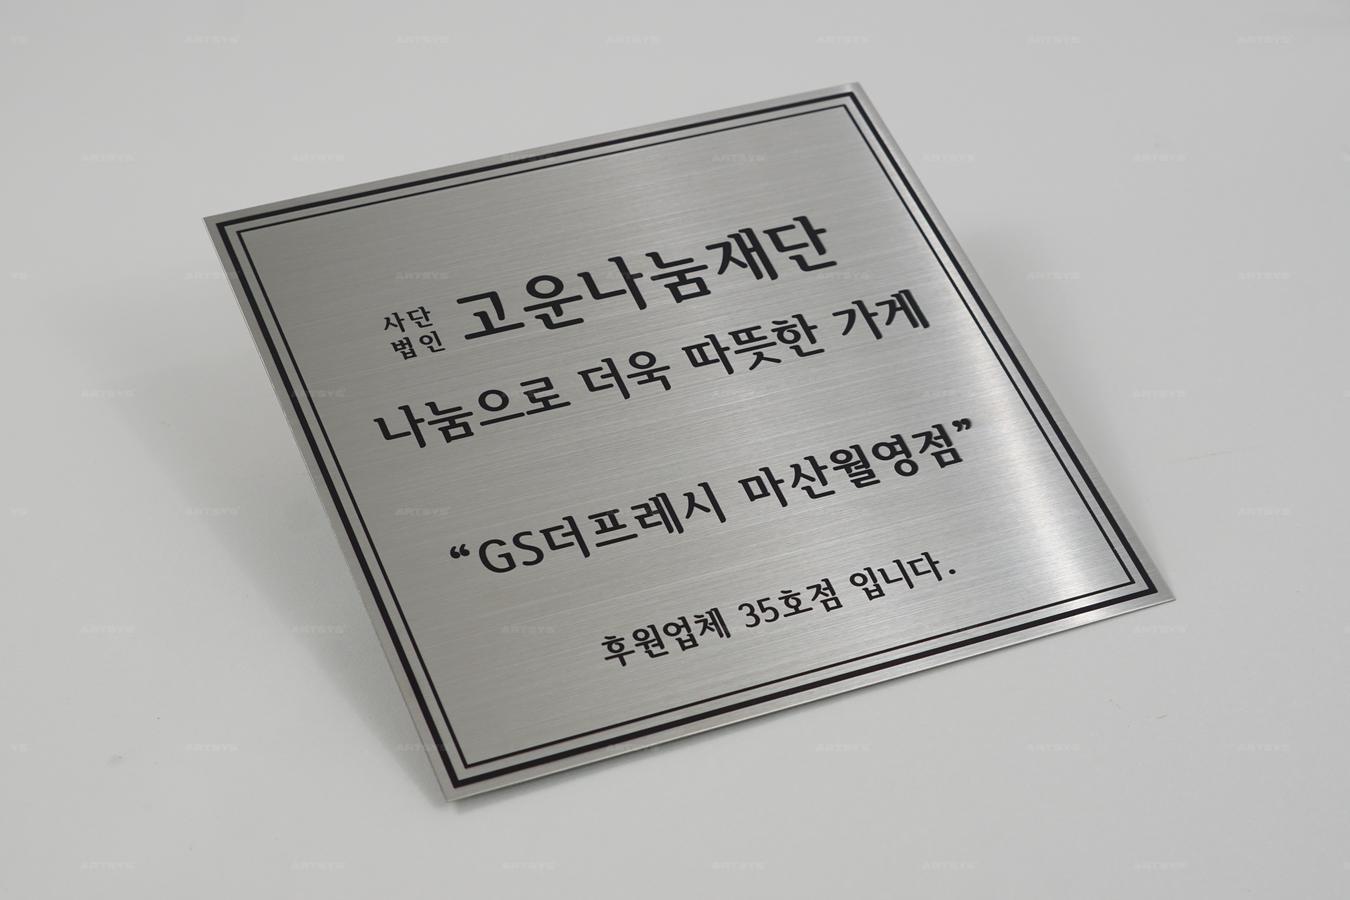 사단법인 고운나눔재단
나눔으로 더욱 따뜻한 가게
“GS더프레시 마산월영점”
후원업체 35호점 입니다.
ARTSYS